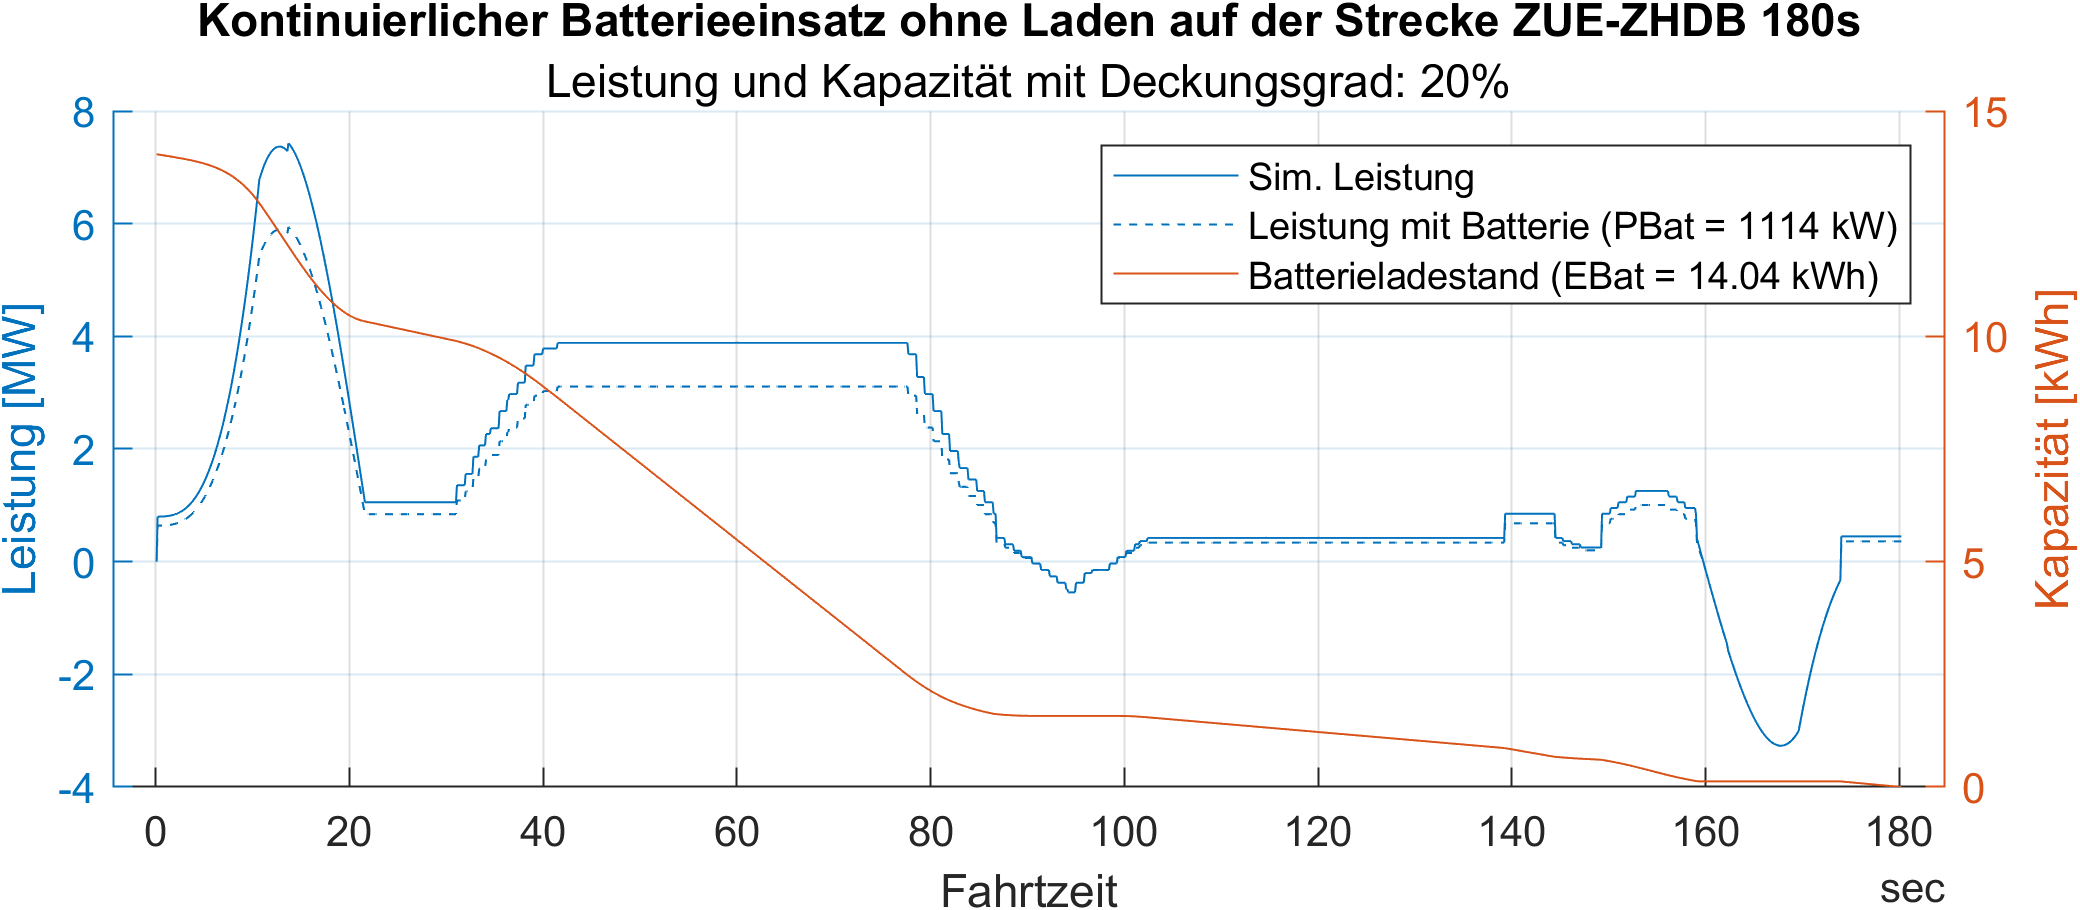 Kontinuierlicher Batterieeinsatz ohne Laden auf der Strecke ZUE-ZHDB 180s
Leistung und Kapazität mit Deckungsgrad: 20%
Leistung [MW]
8
6
4
2
0
-2
-4
Sim. Leistung
Leistung mit Batterie (PBat = 1114 kW)
Batterieladestand (EBat = 14.04 kWh)
15
10
5
0
Kapazität [kWh]
0 20 40 60 80 100 120 140 160 180
Fahrtzeit
sec